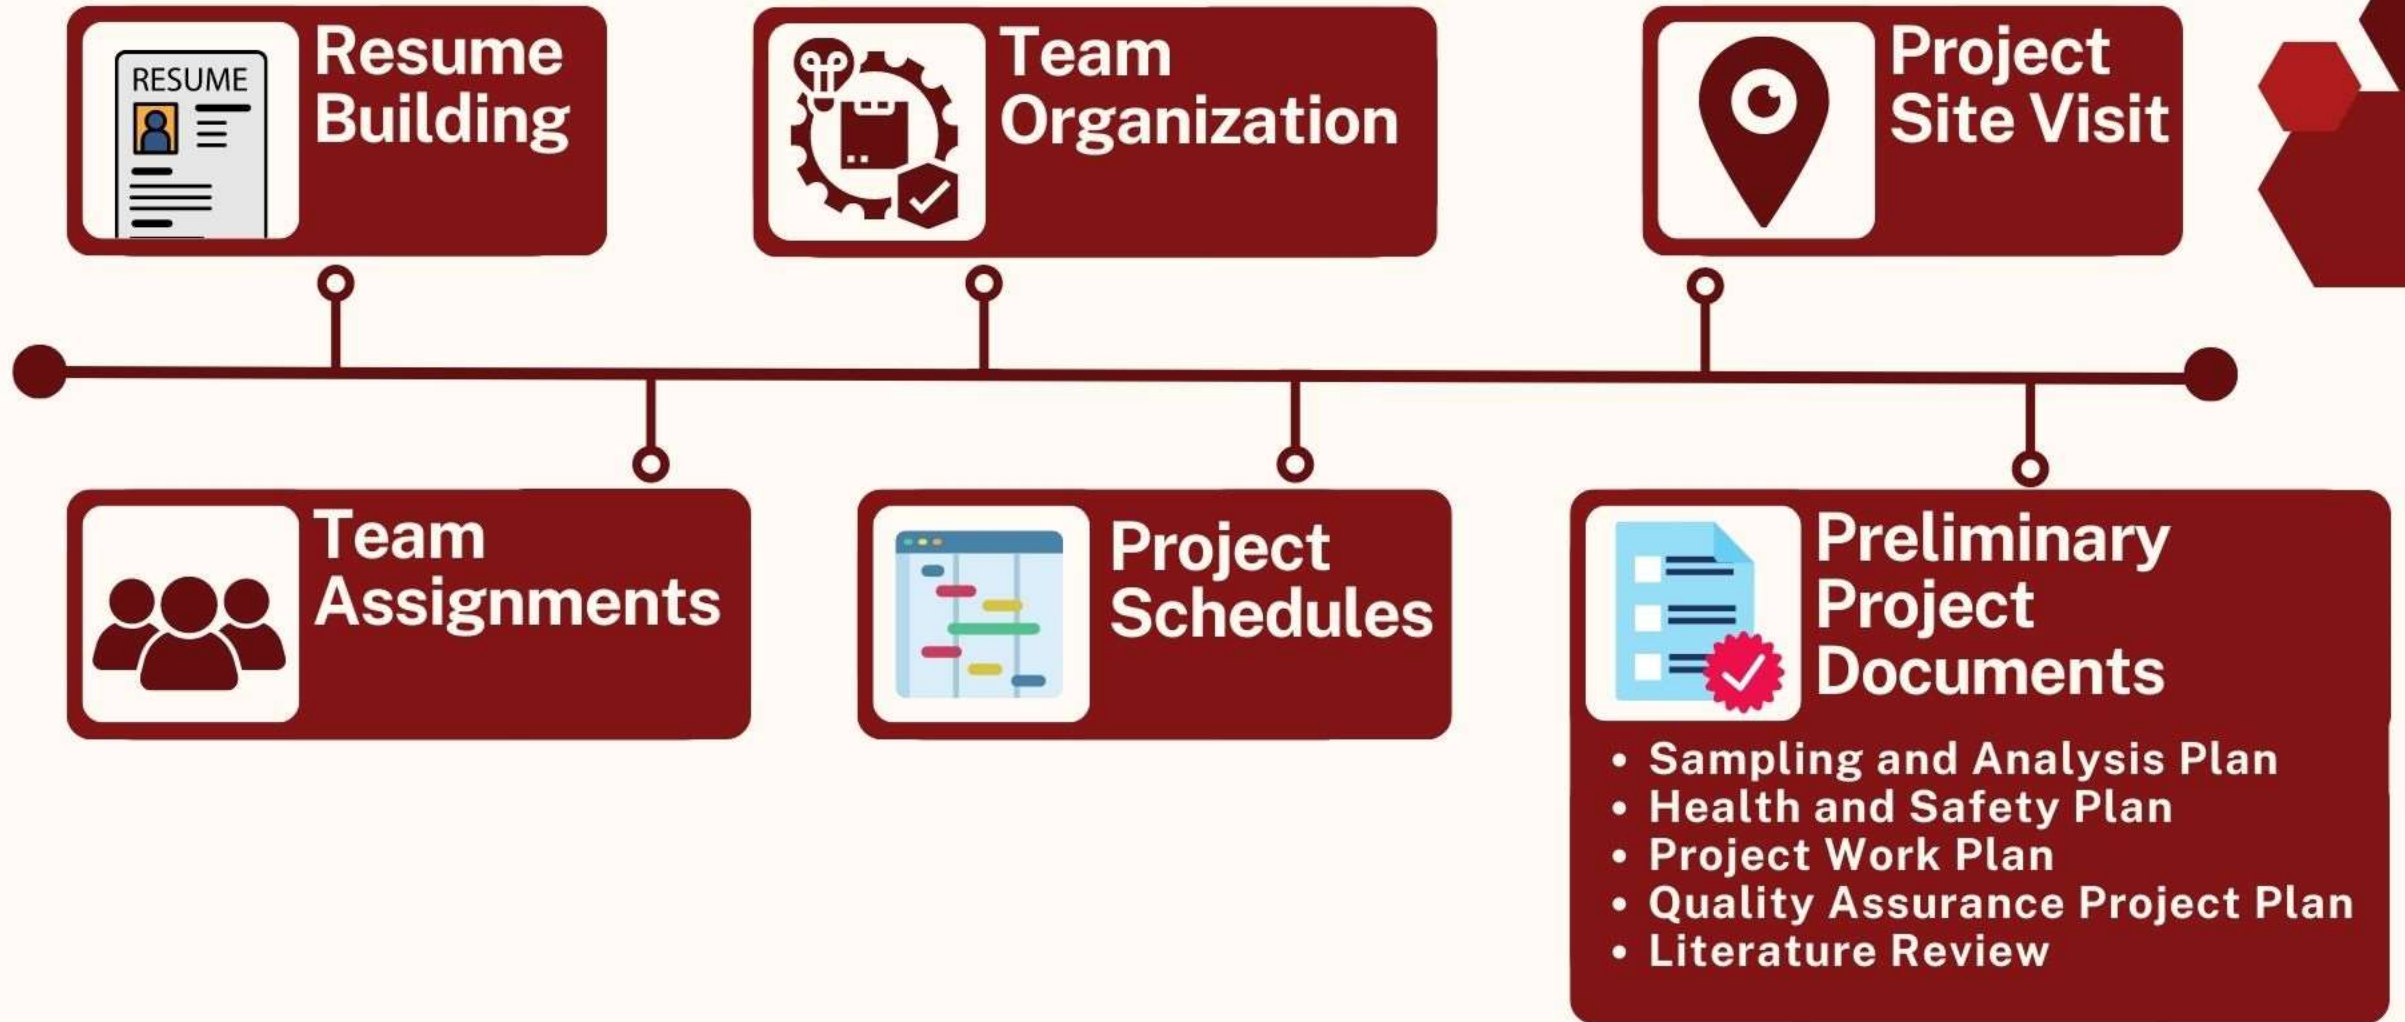 RESUME
Resume
Building
Team
Organization
Project
Site Visit
Team
Assignments
Project
Schedules
Preliminary
Project
Documents
• Sampling and Analysis Plan
• Health and Safety Plan
• Project Work Plan
• Quality Assurance Project Plan
• Literature Review